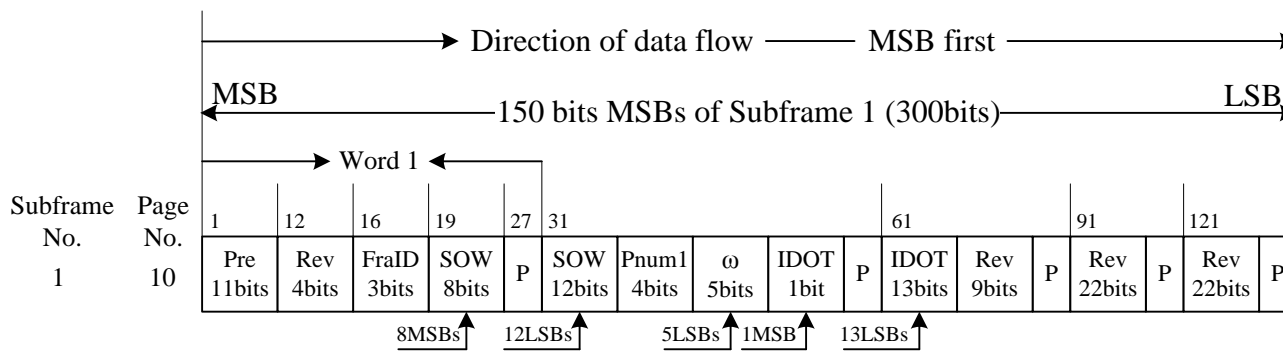 Direction of data flow MSB first
MSB LSB
150 bits MSBs of Subframe 1 (300bits)
Word 1
Subframe No. 1
Page No. 10
1 12 16 19 27 31 61 91 121
Pre 11bits
Rev 4bits
FraID 3bits
SOW 8bits
P
SOW 12bits
Pnum1 4bits
ω 5bits
IDOT 1bit
P
IDOT 13bits
Rev 9bits
P
Rev 22bits
P
Rev 22bits
P
8MSBs 12LSBs 5LSBs 1MSB 13LSBs